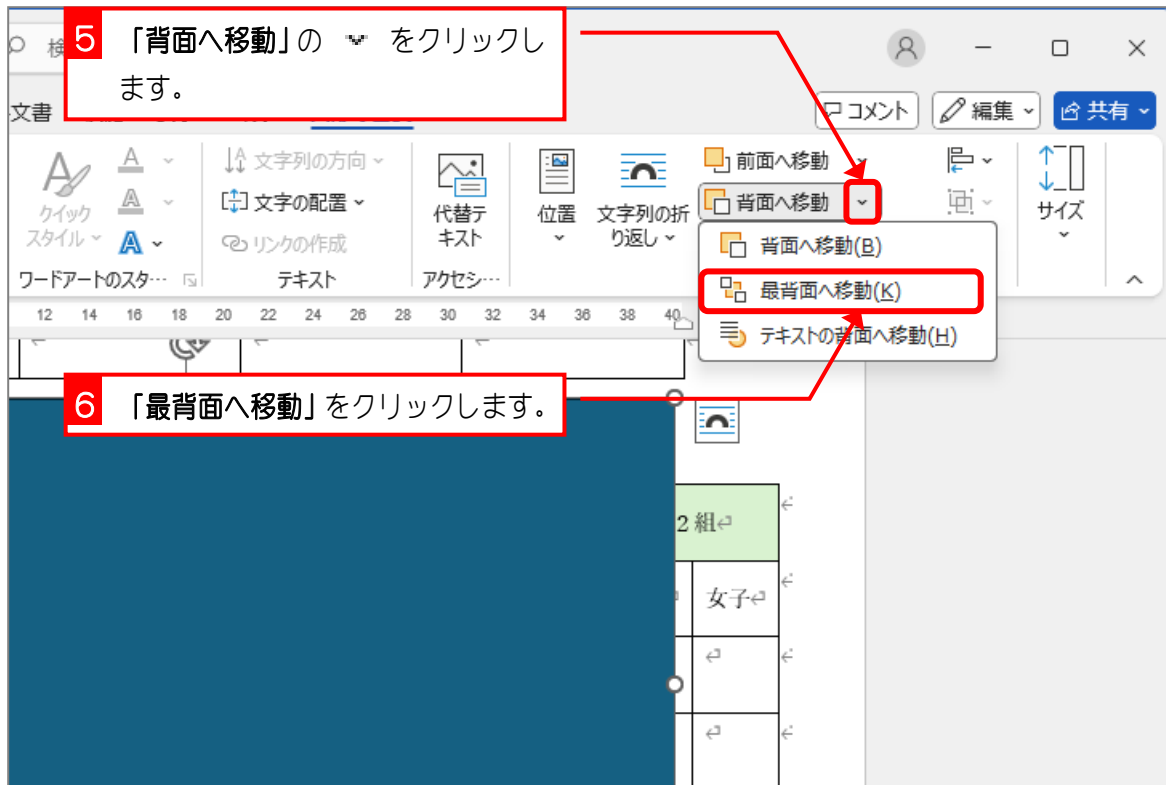 5 「背面へ移動」の ﹀ をクリックし
ます。
検
文書
コメント
編集
共有
クイック
スタイル
ワードアートのスタ…
文字列の方向
文字の配置
リンクの作成
テキスト
代替テ
キスト
アクセシ…
位置
文字列の折
り返し
前面へ移動
背面へ移動
サイズ
背面へ移動(B)
最背面へ移動(K)
テキストの背面へ移動(H)
12 14 16 18 20 22 24 26 28 30 32 34 36 38 40
6 「最背面へ移動」をクリックします。
2 組
女子